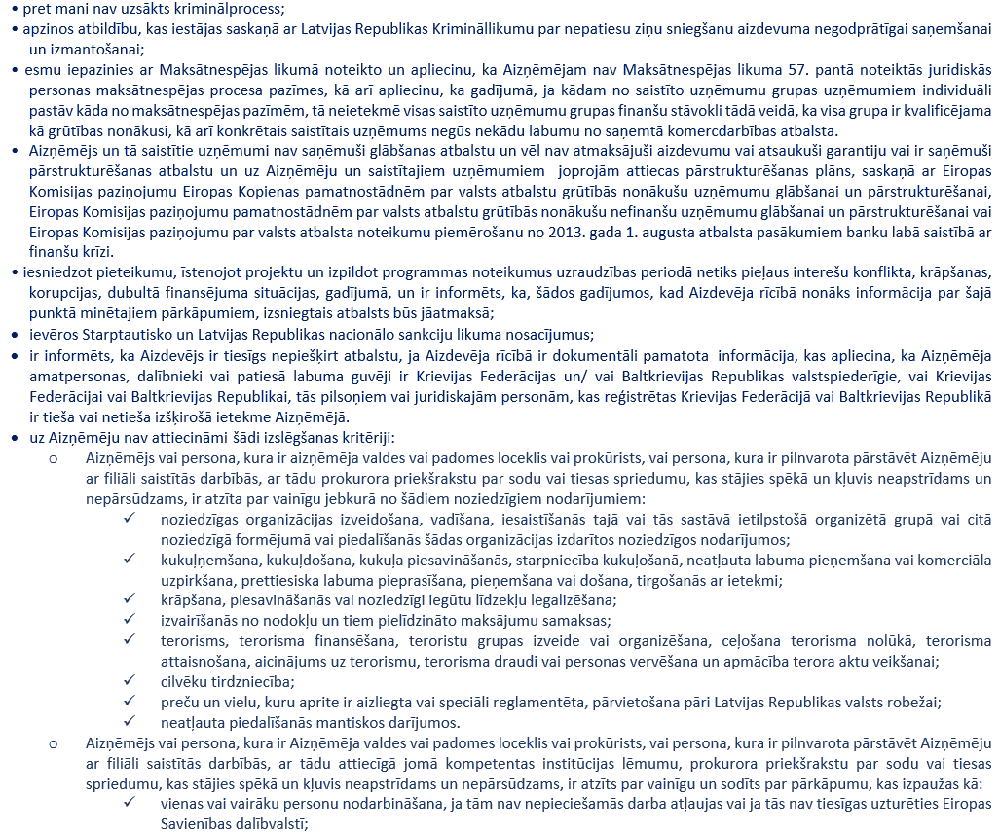 • pret mani nav uzsākts kriminālprocess;
• apzinos atbildību, kas iestājas saskaņā ar Latvijas Republikas Krimināllikumu par nepatiesu ziņu sniegšanu aizdevuma negodprātīgai saņemšanai
un izmantošanai;
• esmu iepazinies ar Maksātnespējas likumā noteikto un apliecinu, ka Aizņēmējam nav Maksātnespējas likuma 57. pantā noteiktās juridiskās
personas maksātnespējas procesa pazīmes, kā arī apliecinu, ka gadījumā, ja kādam no saistīto uzņēmumu grupas uzņēmumiem individuāli
pastāv kāda no maksātnespējas pazīmēm, tā neietekmē visas saistīto uzņēmumu grupas finanšu stāvokli tādā veidā, ka visa grupa ir kvalificējama
kā grūtībās nonākusi, kā arī konkrētais saistītais uzņēmums negūs nekādu labumu no saņemtā komercdarbības atbalsta.
• Aizņēmējs un tā saistītie uzņēmumi nav saņēmuši glābšanas atbalstu un vēl nav atmaksājuši aizdevumu vai atsaukuši garantiju vai ir saņēmuši
pārstrukturēšanas atbalstu un uz Aizņēmēju un saistītajiem uzņēmumiem joprojām attiecas pārstrukturēšanas plāns, saskaņā ar Eiropas
Komisijas paziņojumu Eiropas Kopienas pamatnostādnēm par valsts atbalstu grūtībās nonākušu uzņēmumu glābšanai un pārstrukturēšanai,
Eiropas Komisijas paziņojumu pamatnostādnēm par valsts atbalstu grūtībās nonākušu nefinanšu uzņēmumu glābšanai un pārstrukturēšanai vai
Eiropas Komisijas paziņojumu par valsts atbalsta noteikumu piemērošanu no 2013. gada 1. augusta atbalsta pasākumiem banku labā saistībā ar
finanšu krīzi.
• iesniedzot pieteikumu, īstenojot projektu un izpildot programmas noteikumus uzraudzības periodā netiks pieļaus interešu konflikta, krāpšanas,
korupcijas, dubultā finansējuma situācijas, gadījumā, un ir informēts, ka, šādos gadījumos, kad Aizdevēja rīcībā nonāks informācija par šajā
punktā minētajiem pārkāpumiem, izsniegtais atbalsts būs jāatmaksā;
• ievēros Starptautisko un Latvijas Republikas nacionālo sankciju likuma nosacījumus;
• ir informēts, ka Aizdevējs ir tiesīgs nepiešķirt atbalstu, ja Aizdevēja rīcībā ir dokumentāli pamatota informācija, kas apliecina, ka Aizņēmēja
amatpersonas, dalībnieki vai patiesā labuma guvēji ir Krievijas Federācijas un/ vai Baltkrievijas Republikas valstspiederīgie, vai Krievijas
Federācijai vai Baltkrievijas Republikai, tās pilsoņiem vai juridiskajām personām, kas reģistrētas Krievijas Federācijā vai Baltkrievijas Republikā
ir tieša vai netieša izšķirošā ietekme Aizņēmējā.
• uz Aizņēmēju nav attiecināmi šādi izslēgšanas kritēriji:
o Aizņēmējs vai persona, kura ir aizņēmēja valdes vai padomes loceklis vai prokūrists, vai persona, kura ir pilnvarota pārstāvēt Aizņēmēju
ar filiāli saistītās darbībās, ar tādu prokurora priekšrakstu par sodu vai tiesas spriedumu, kas stājies spēkā un kļuvis neapstrīdams un
nepārsūdzams, ir atzīta par vainīgu jebkurā no šādiem noziedzīgiem nodarījumiem:
✓ noziedzīgas organizācijas izveidošana, vadīšana, iesaistīšanās tajā vai tās sastāvā ietilpstošā organizētā grupā vai citā
noziedzīgā formējumā vai piedalīšanās šādas organizācijas izdarītos noziedzīgos nodarījumos;
✓ kukuļņemšana, kukuļdošana, kukuļa piesavināšanās, starpniecība kukuļošanā, neatļauta labuma pieņemšana vai komerciāla
uzpirkšana, prettiesiska labuma pieprasīšana, pieņemšana vai došana, tirgošanās ar ietekmi;
✓ krāpšana, piesavināšanās vai noziedzīgi iegūtu līdzekļu legalizēšana;
✓ izvairīšanās no nodokļu un tiem pielīdzināto maksājumu samaksas;
✓ terorisms, terorisma finansēšana, teroristu grupas izveide vai organizēšana, ceļošana terorisma nolūkā, terorisma
attaisnošana, aicinājums uz terorismu, terorisma draudi vai personas vervēšana un apmācība terora aktu veikšanai;
✓ cilvēku tirdzniecība;
✓ preču un vielu, kuru aprite ir aizliegta vai speciāli reglamentēta, pārvietošana pāri Latvijas Republikas valsts robežai;
✓ neatļauta piedalīšanās mantiskos darījumos.
o Aizņēmējs vai persona, kura ir Aizņēmēja valdes vai padomes loceklis vai prokūrists, vai persona, kura ir pilnvarota pārstāvēt Aizņēmēju
ar filiāli saistītās darbībās, ar tādu attiecīgā jomā kompetentas institūcijas lēmumu, prokurora priekšrakstu par sodu vai tiesas
spriedumu, kas stājies spēkā un kļuvis neapstrīdams un nepārsūdzams, ir atzīts par vainīgu un sodīts par pārkāpumu, kas izpaužas kā:
✓ vienas vai vairāku personu nodarbināšana, ja tām nav nepieciešamās darba atļaujas vai ja tās nav tiesīgas uzturēties Eiropas
Savienības dalībvalstī;